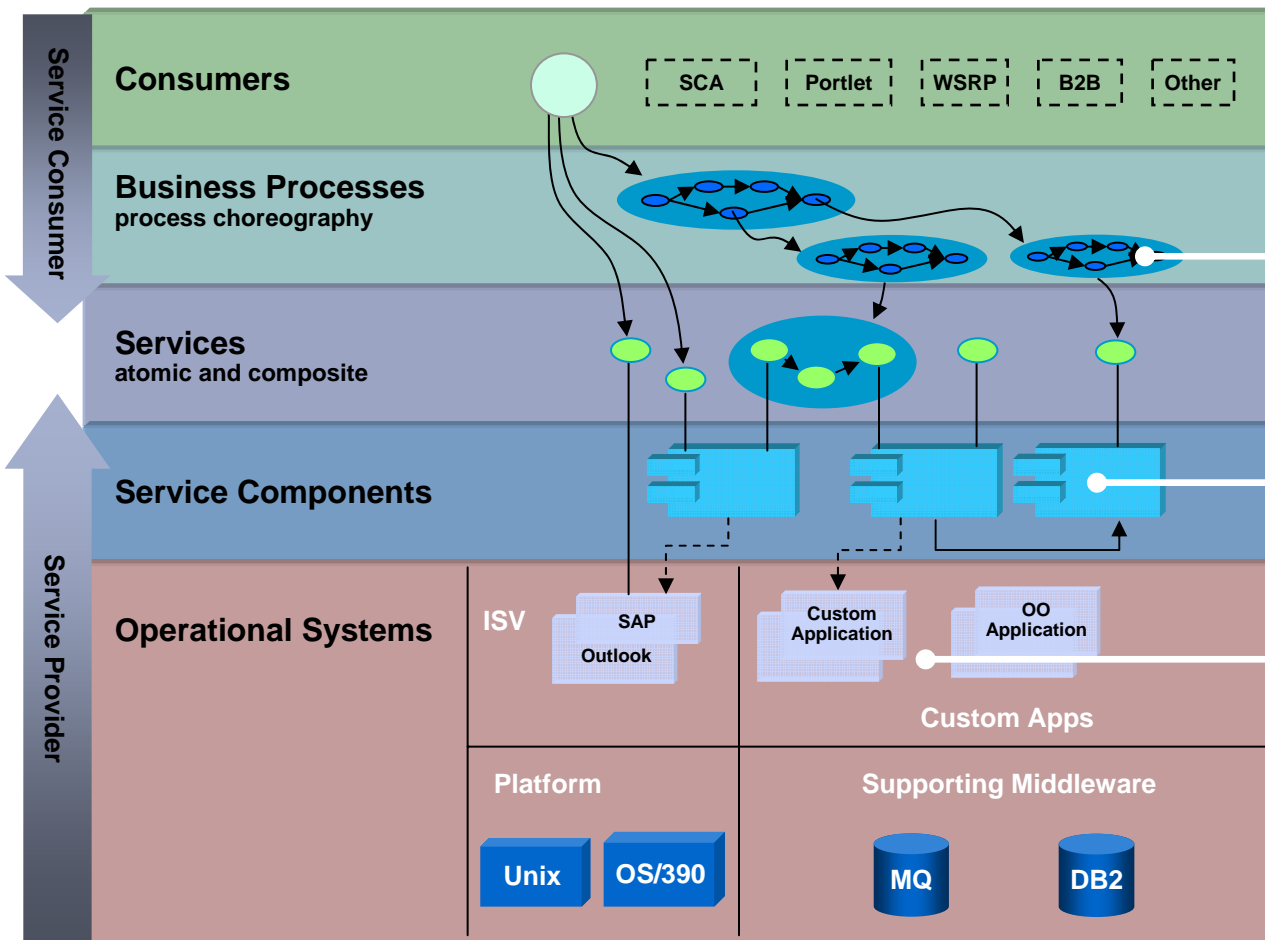 Service Consumer
Service Provider
Consumers
SCA
Portlet
WSRP
B2B
Other
Business Processes
process choreography
Services
atomic and composite
Service Components
Operational Systems
ISV
SAP
Outlook
Custom
Application
OO
Application
Custom Apps
Platform
Unix
OS/390
Supporting Middleware
MQ
DB2